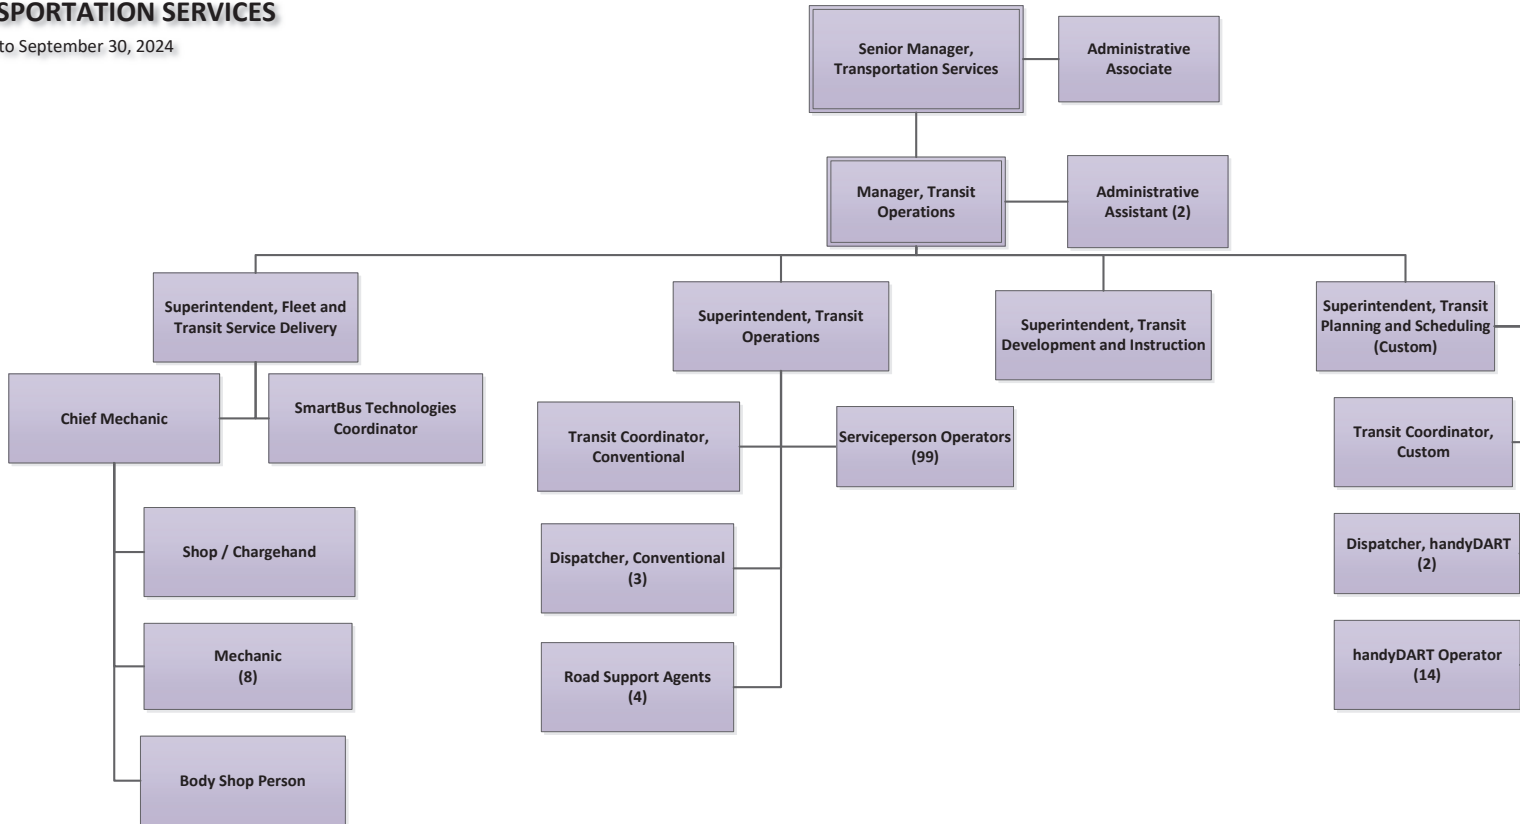 SPORTATION SERVICES
to September 30, 2024
Senior Manager,
Transportation Services
Administrative
Associate
Manager, Transit
Operations
Administrative
Assistant (2)
Superintendent, Fleet and
Transit Service Delivery
Superintendent, Transit
Operations
Superintendent, Transit
Development and Instruction
Superintendent, Transit
Planning and Scheduling
(Custom)
Chief Mechanic
SmartBus Technologies
Coordinator
Transit Coordinator,
Conventional
Serviceperson Operators
(99)
Transit Coordinator,
Custom
Shop / Chargehand
Dispatcher, Conventional
(3)
Dispatcher, handyDART
(2)
Mechanic
(8)
Road Support Agents
(4)
handyDART Operator
(14)
Body Shop Person